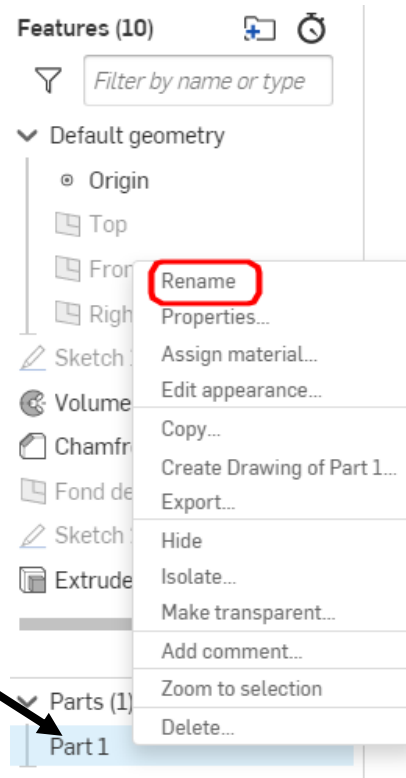 Features (10)
Filter by name or type
Default geometry
Origin
Top
Fron
Righ
Sketch
Volume
Chamfr
Fond de
Sketch
Extrude
Parts (1)
Part 1
Rename
Properties...
Assign material...
Edit appearance...
Copy...
Create Drawing of Part 1...
Export...
Hide
Isolate...
Make transparent...
Add comment...
Zoom to selection
Delete...